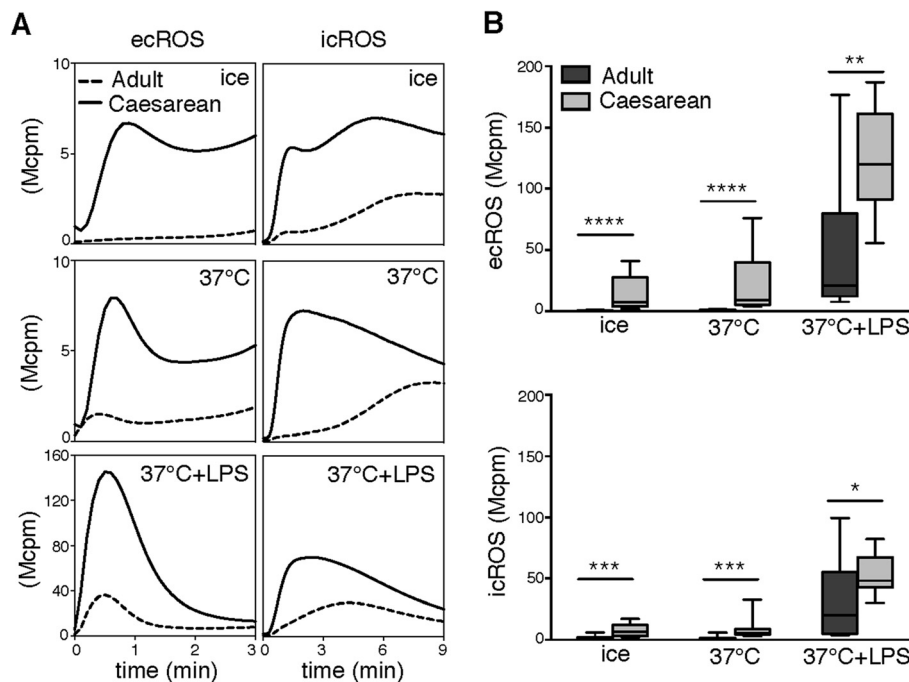 A
B
ecROS
icROS
10
5
0
(Mcpm)
Adult
Caesarean
ice
ice
10
5
0
(Mcpm)
37°C
37°C
160
120
80
40
0
(Mcpm)
37°C+LPS
37°C+LPS
0 1 2 3
0 3 6 9
time (min)
time (min)
200
150
100
50
0
ecROS (Mcpm)
Adult
Caesarean
****
****
**
ice
37°C
37°C+LPS
200
150
100
50
0
icROS (Mcpm)
***
***
*
ice
37°C
37°C+LPS